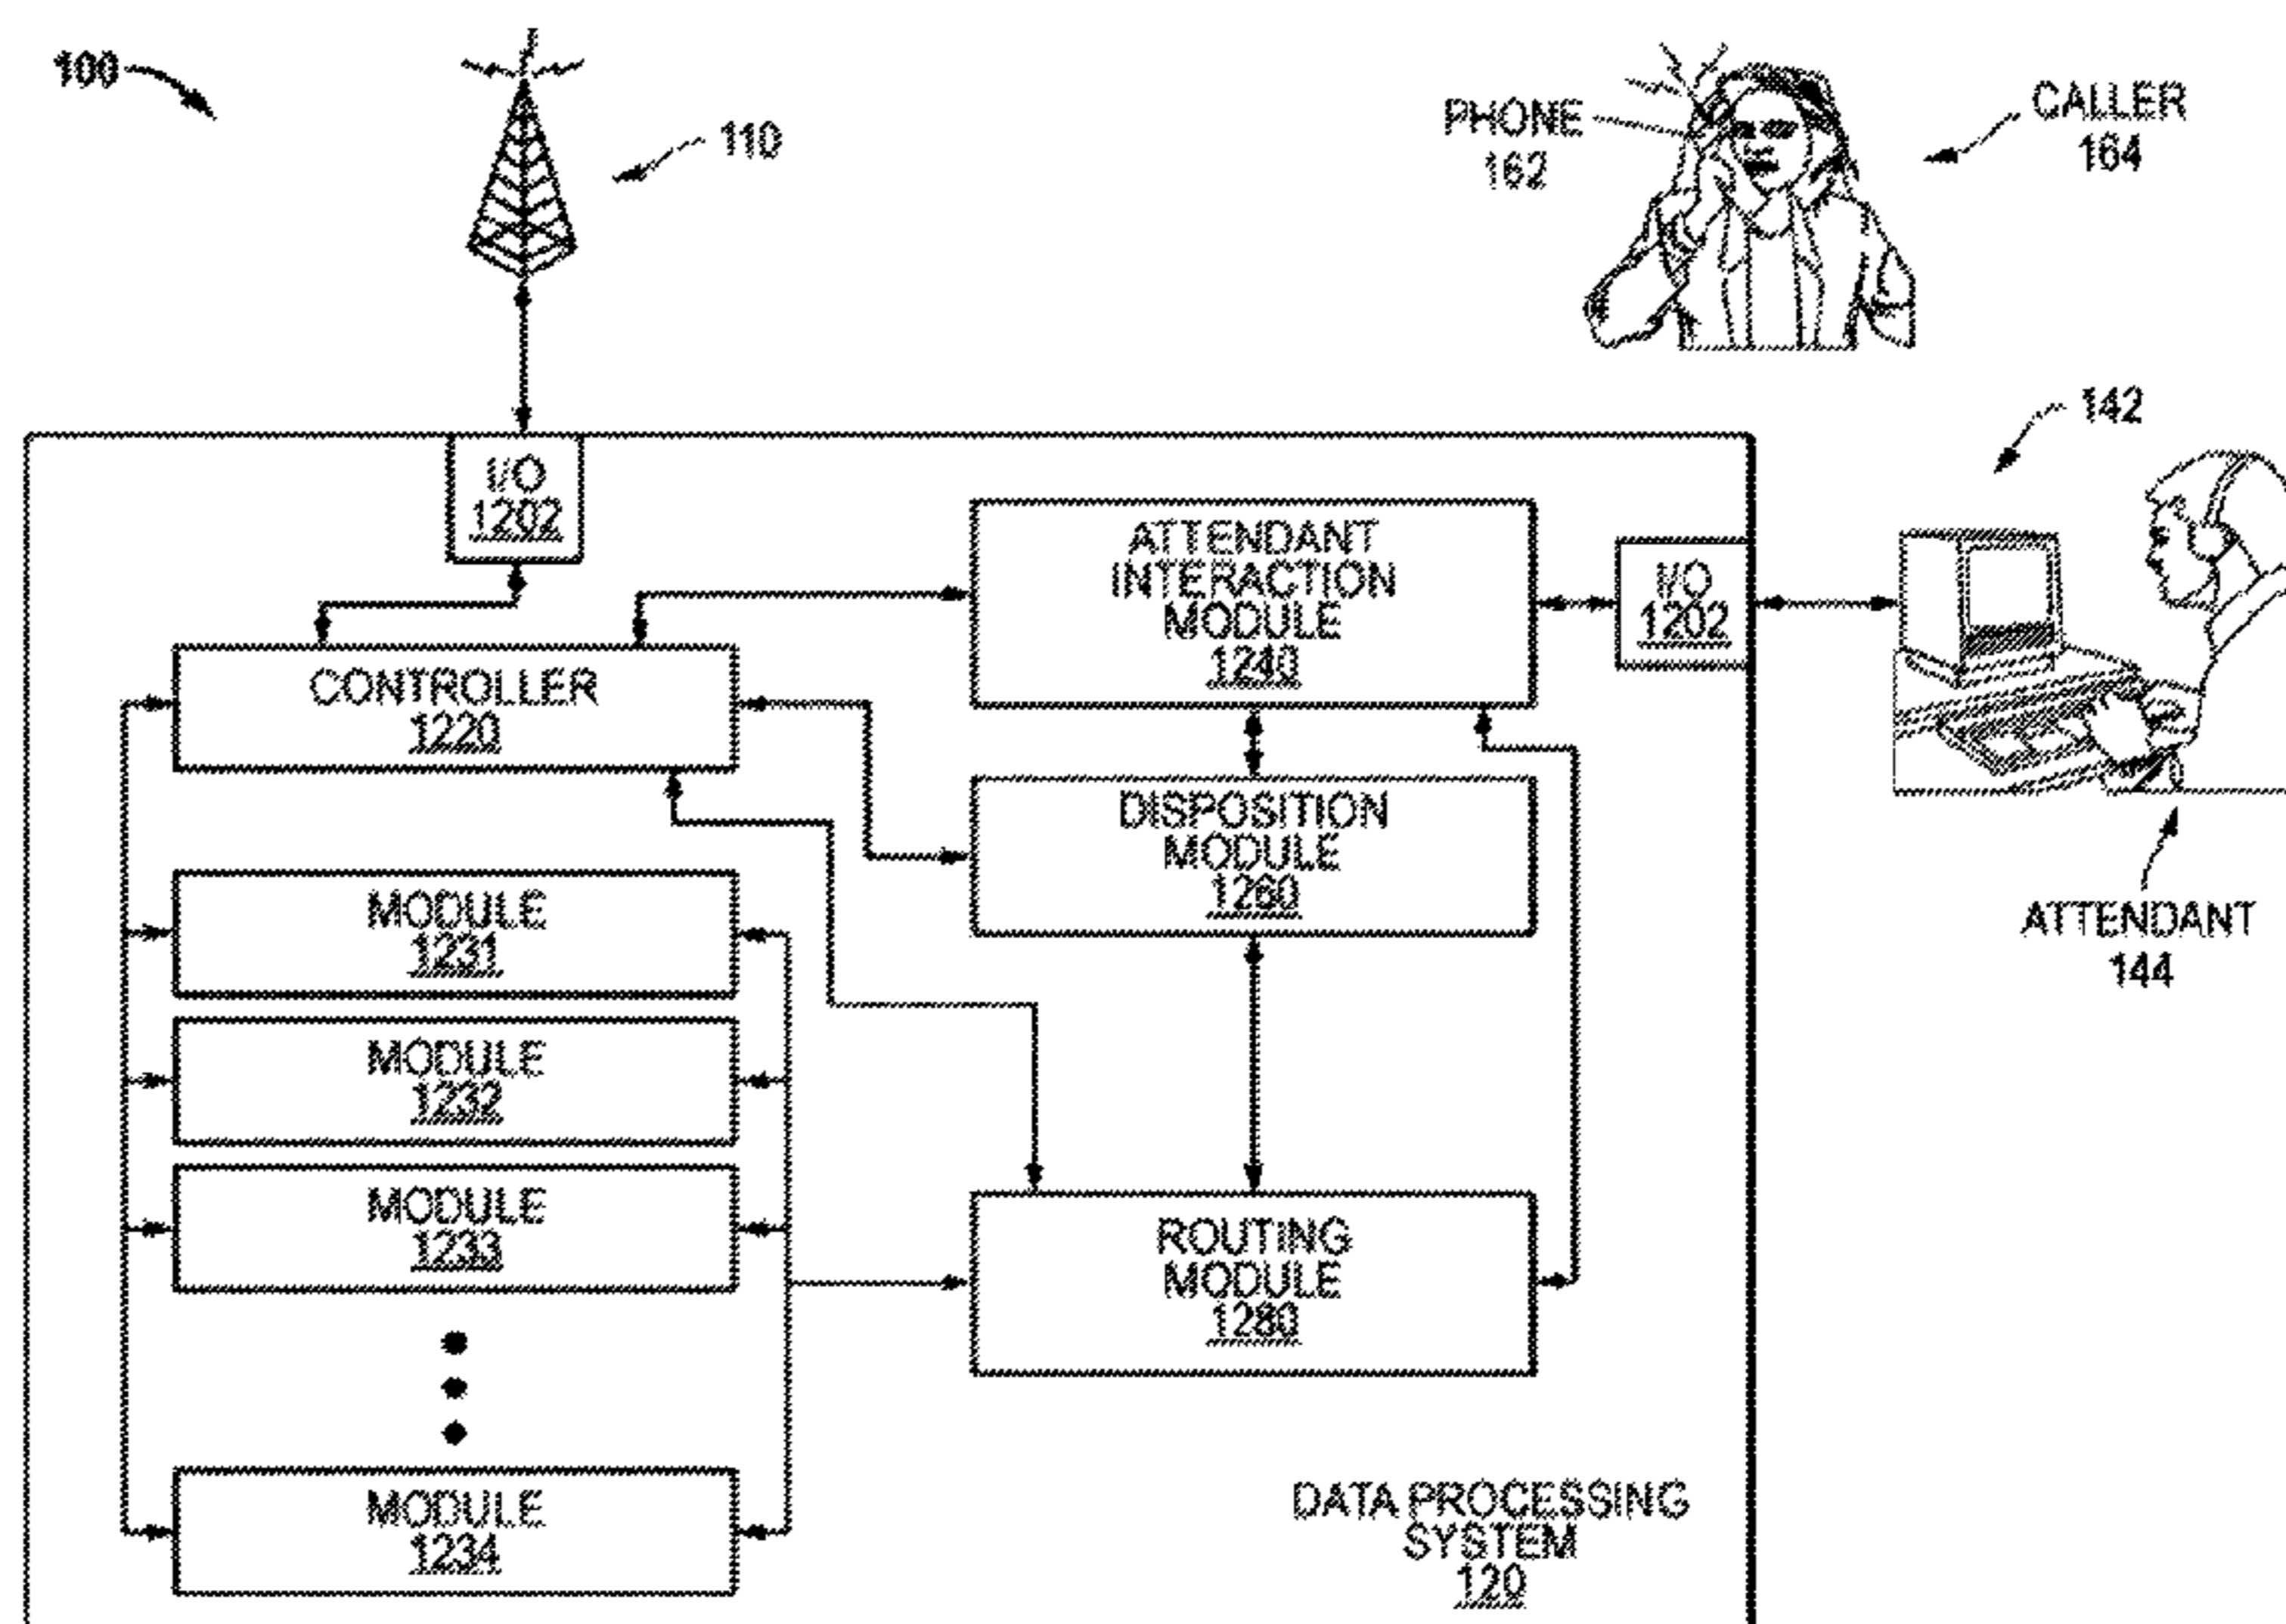 100
110
PHONE
162
CALLER
164
142
I/O
1202
ATTENDANT
INTERACTION
MODULE
1240
I/O
1202
CONTROLLER
1220
DISPOSITION
MODULE
1260
ATTENDANT
144
MODULE
1231
MODULE
1232
MODULE
1233
ROUTING
MODULE
1280
MODULE
1234
DATA PROCESSING
SYSTEM
120